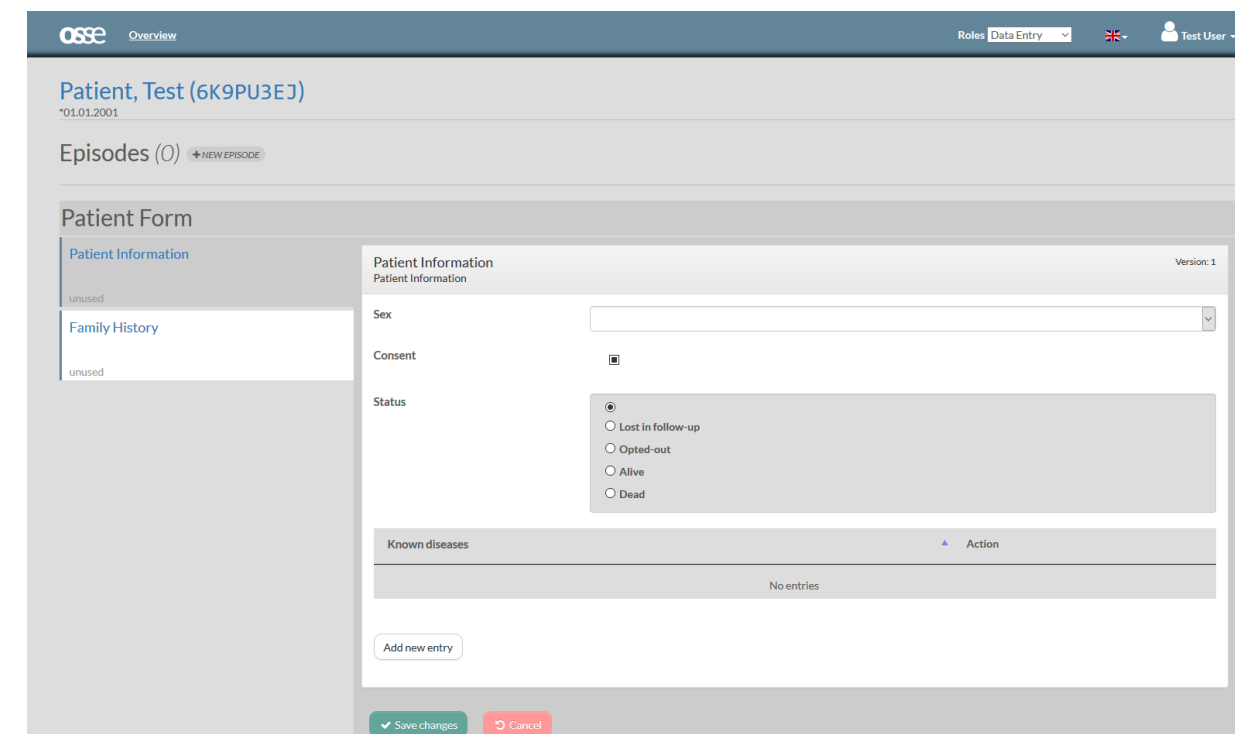 osse Overview Roles Data Entry Test User
Patient, Test (6K9PU3EJ)
*01.01.2001
Episodes (0) +NEW EPISODE
Patient Form
Patient Information
unused
Family History
unused
Patient Information Version: 1
Patient Information
Sex
Consent
Status
Lost in follow-up
Opted-out
Alive
Dead
Known diseases Action
No entries
Add new entry
Save changes Cancel